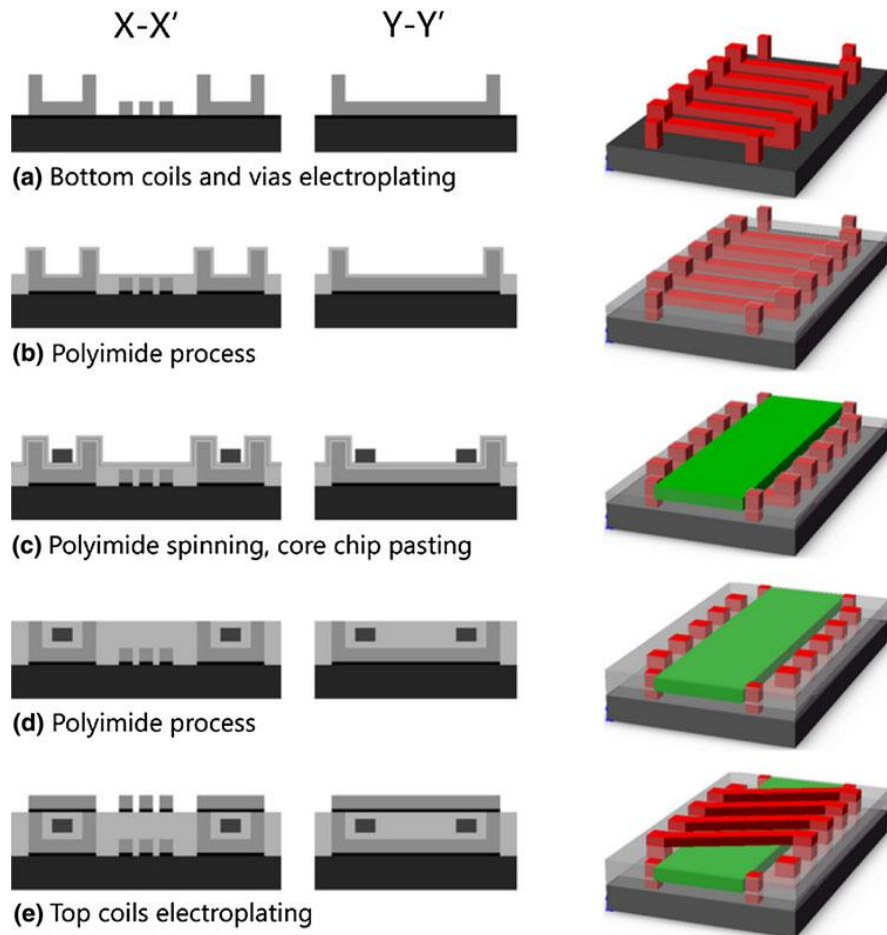 X-X′ Y-Y′
(a) Bottom coils and vias electroplating
(b) Polyimide process
(c) Polyimide spinning, core chip pasting
(d) Polyimide process
(e) Top coils electroplating